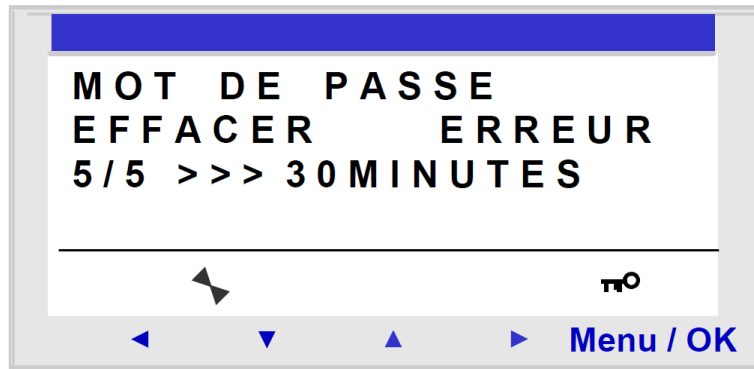 MOT DE PASSE
EFFACER ERREUR
5/5 >>> 30MINUTES
Menu / OK